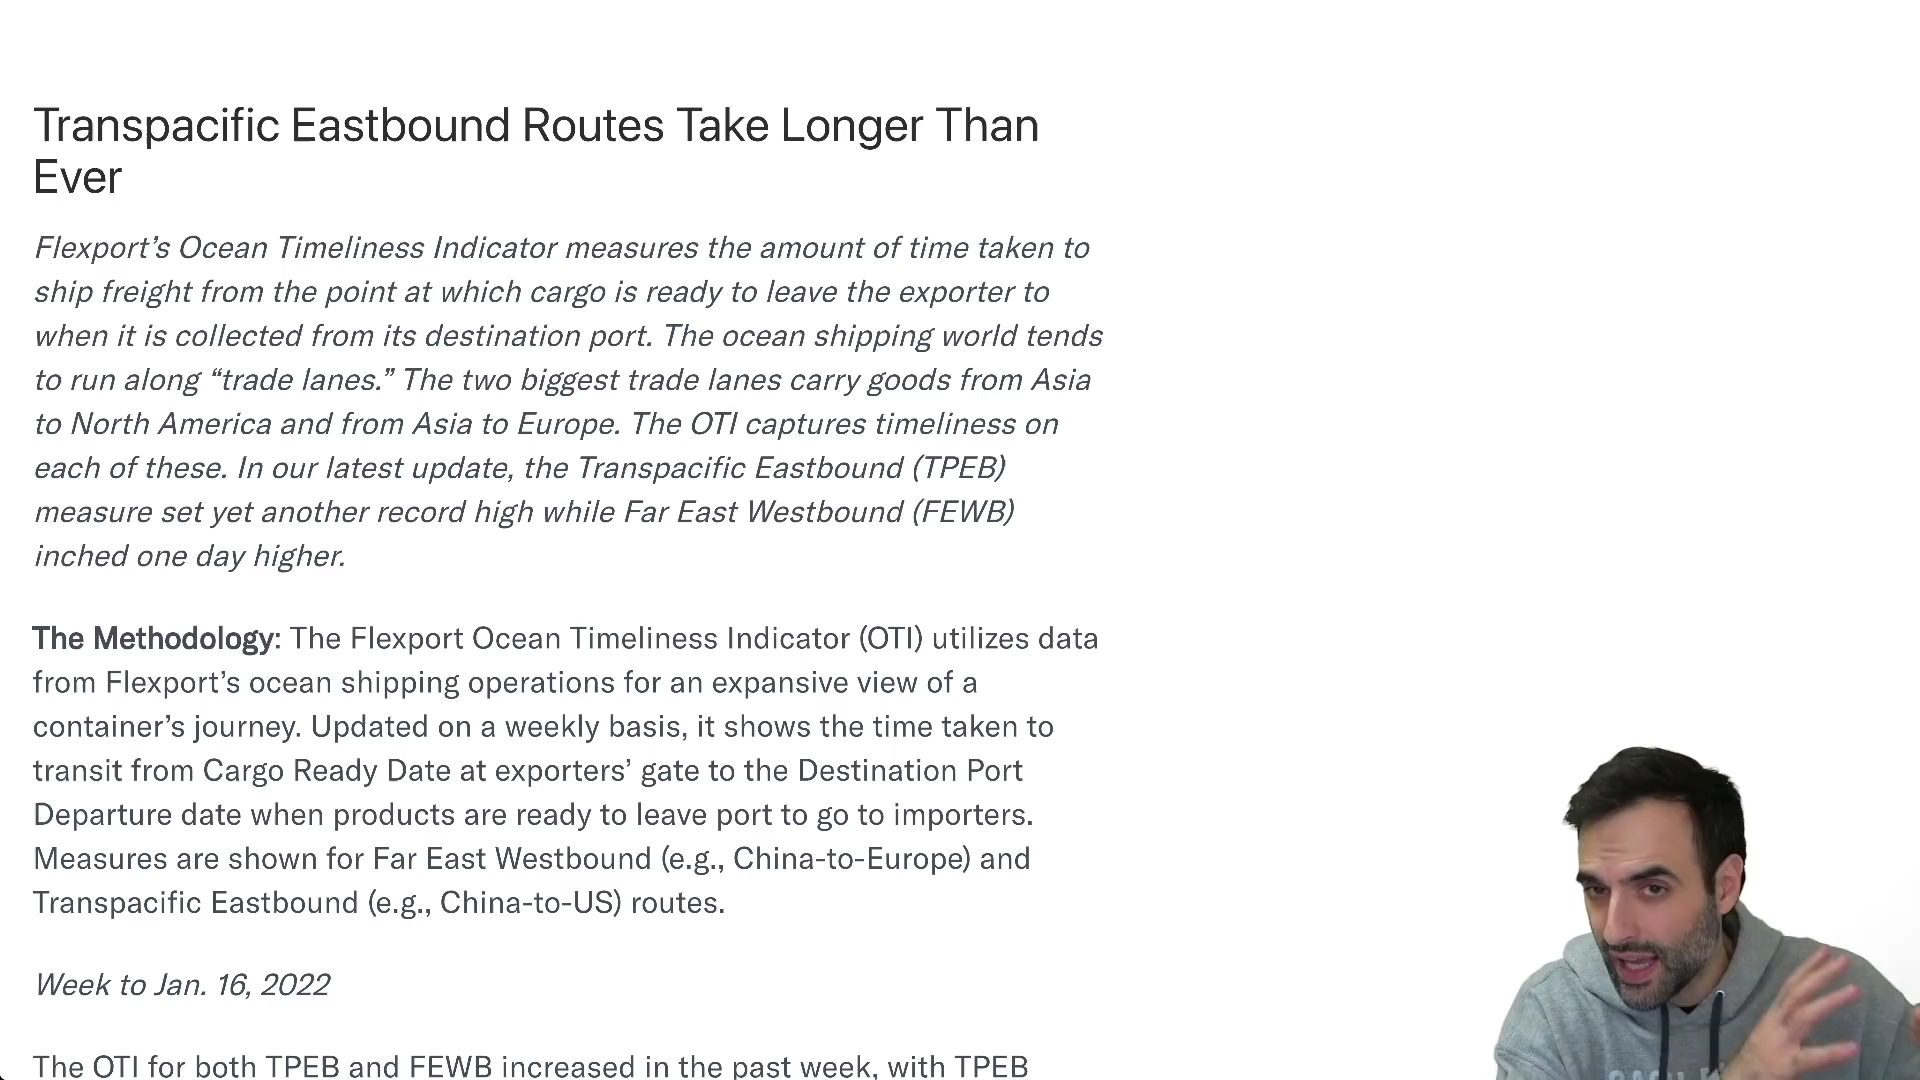 Transpacific Eastbound Routes Take Longer Than
Ever
Flexport’s Ocean Timeliness Indicator measures the amount of time taken to
ship freight from the point at which cargo is ready to leave the exporter to
when it is collected from its destination port. The ocean shipping world tends
to run along “trade lanes.” The two biggest trade lanes carry goods from Asia
to North America and from Asia to Europe. The OTI captures timeliness on
each of these. In our latest update, the Transpacific Eastbound (TPEB)
measure set yet another record high while Far East Westbound (FEWB)
inched one day higher.
The Methodology: The Flexport Ocean Timeliness Indicator (OTI) utilizes data
from Flexport’s ocean shipping operations for an expansive view of a
container’s journey. Updated on a weekly basis, it shows the time taken to
transit from Cargo Ready Date at exporters’ gate to the Destination Port
Departure date when products are ready to leave port to go to importers.
Measures are shown for Far East Westbound (e.g., China-to-Europe) and
Transpacific Eastbound (e.g., China-to-US) routes.
Week to Jan. 16, 2022
The OTI for both TPEB and FEWB increased in the past week, with TPEB